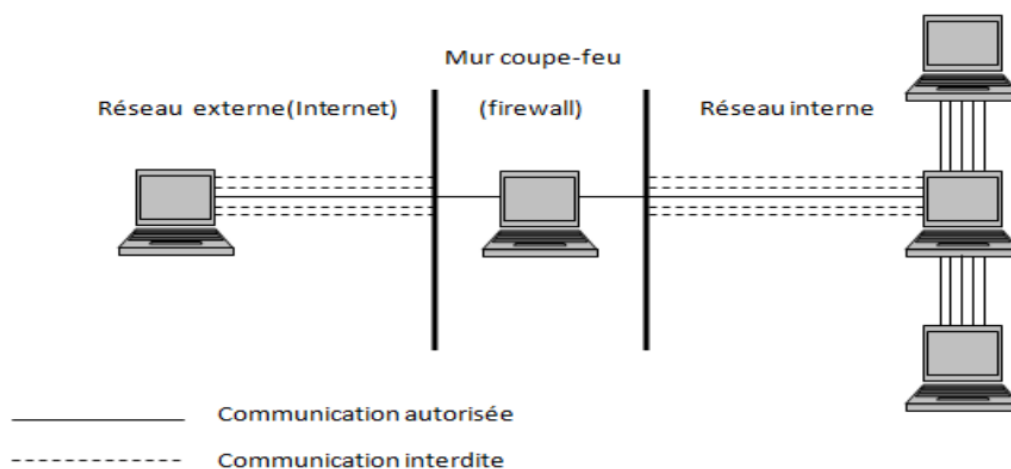 Mur coupe-feu
Réseau externe(Internet)
(firewall)
Réseau interne
Communication autorisée
Communication interdite